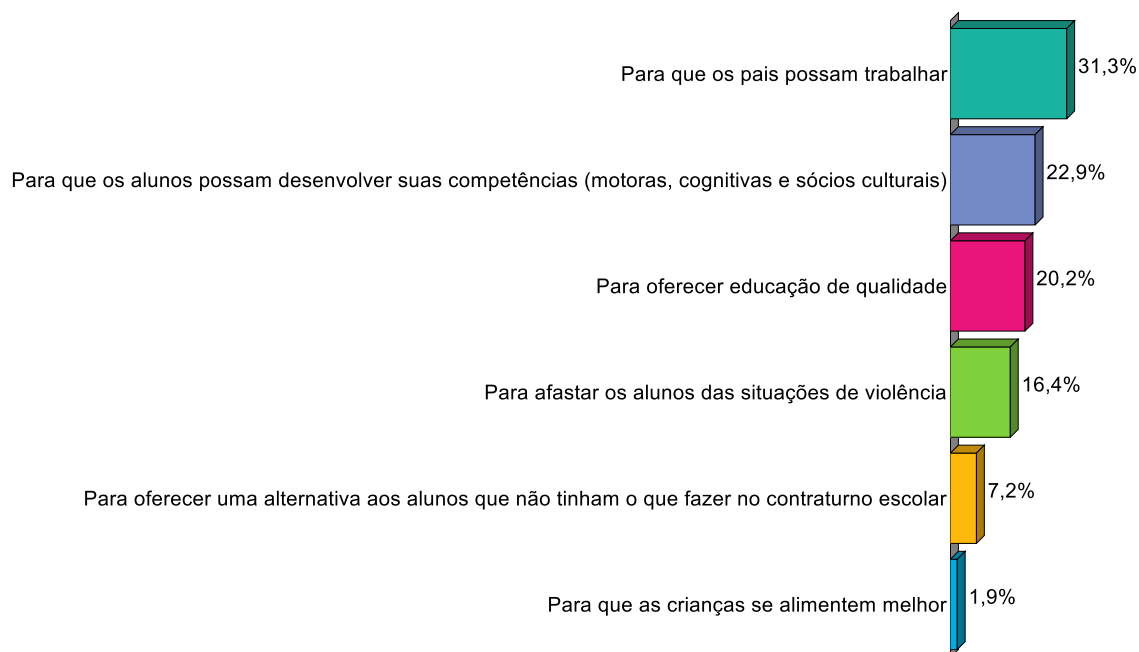 Para que os pais possam trabalhar 31,3%
Para que os alunos possam desenvolver suas competências (motoras, cognitivas e sócios culturais) 22,9%
Para oferecer educação de qualidade 20,2%
Para afastar os alunos das situações de violência 16,4%
Para oferecer uma alternativa aos alunos que não tinham o que fazer no contraturno escolar 7,2%
Para que as crianças se alimentem melhor 1,9%